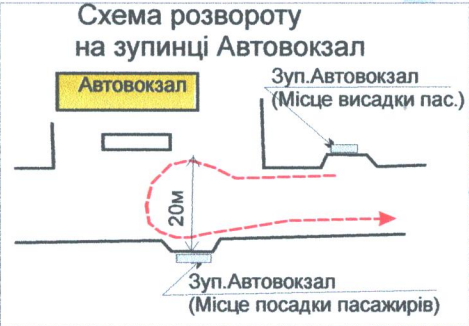 Схема розвороту
на зупинці Автовокзал
Автовокзал
Зуп.Автовокзал
(Місце висадки пас.)
20м
Зуп.Автовокзал
(Місце посадки пасажирів)